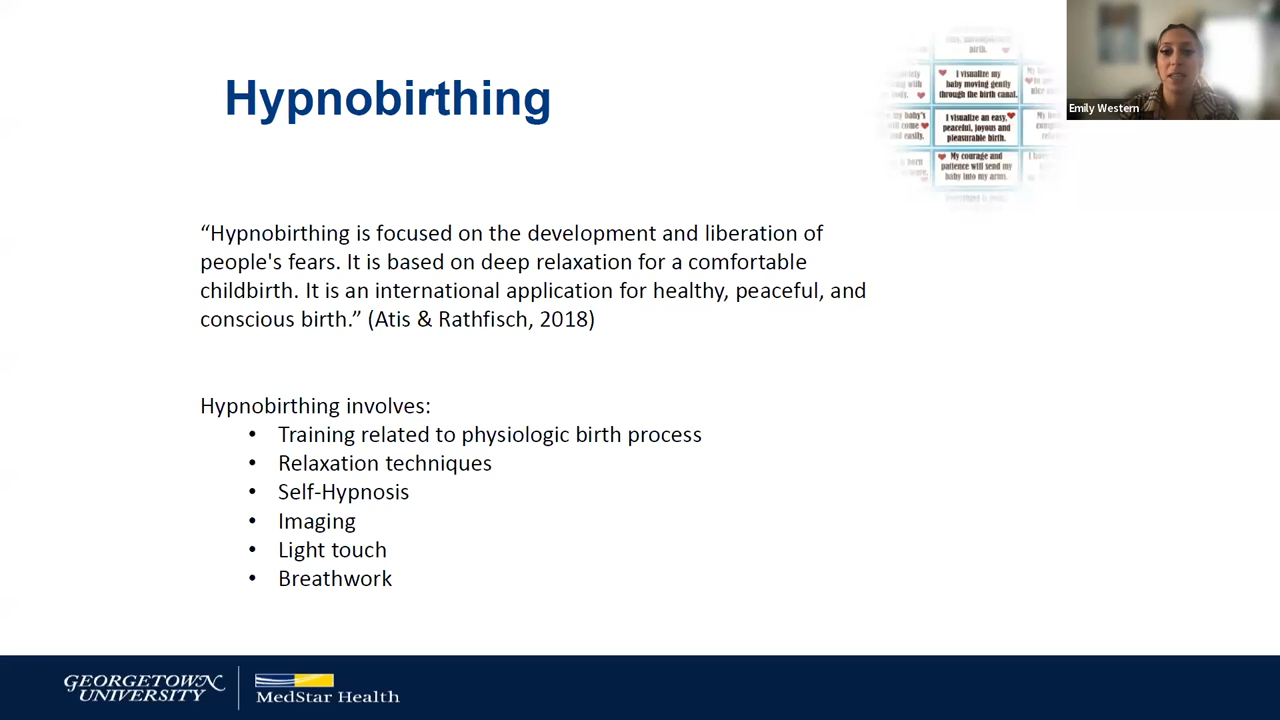 Hypnobirthing
birth.
I visualize my
baby moving gently
through the birth canal.
I visualize an easy,
peaceful, joyous and
pleasurable birth.
My courage and
patience will send my
baby into my arms.
Emily Western
“Hypnobirthing is focused on the development and liberation of
people's fears. It is based on deep relaxation for a comfortable
childbirth. It is an international application for healthy, peaceful, and
conscious birth.” (Atis & Rathfisch, 2018)
Hypnobirthing involves:
• Training related to physiologic birth process
• Relaxation techniques
• Self-Hypnosis
• Imaging
• Light touch
• Breathwork
GEORGETOWN
UNIVERSITY
MedStar Health